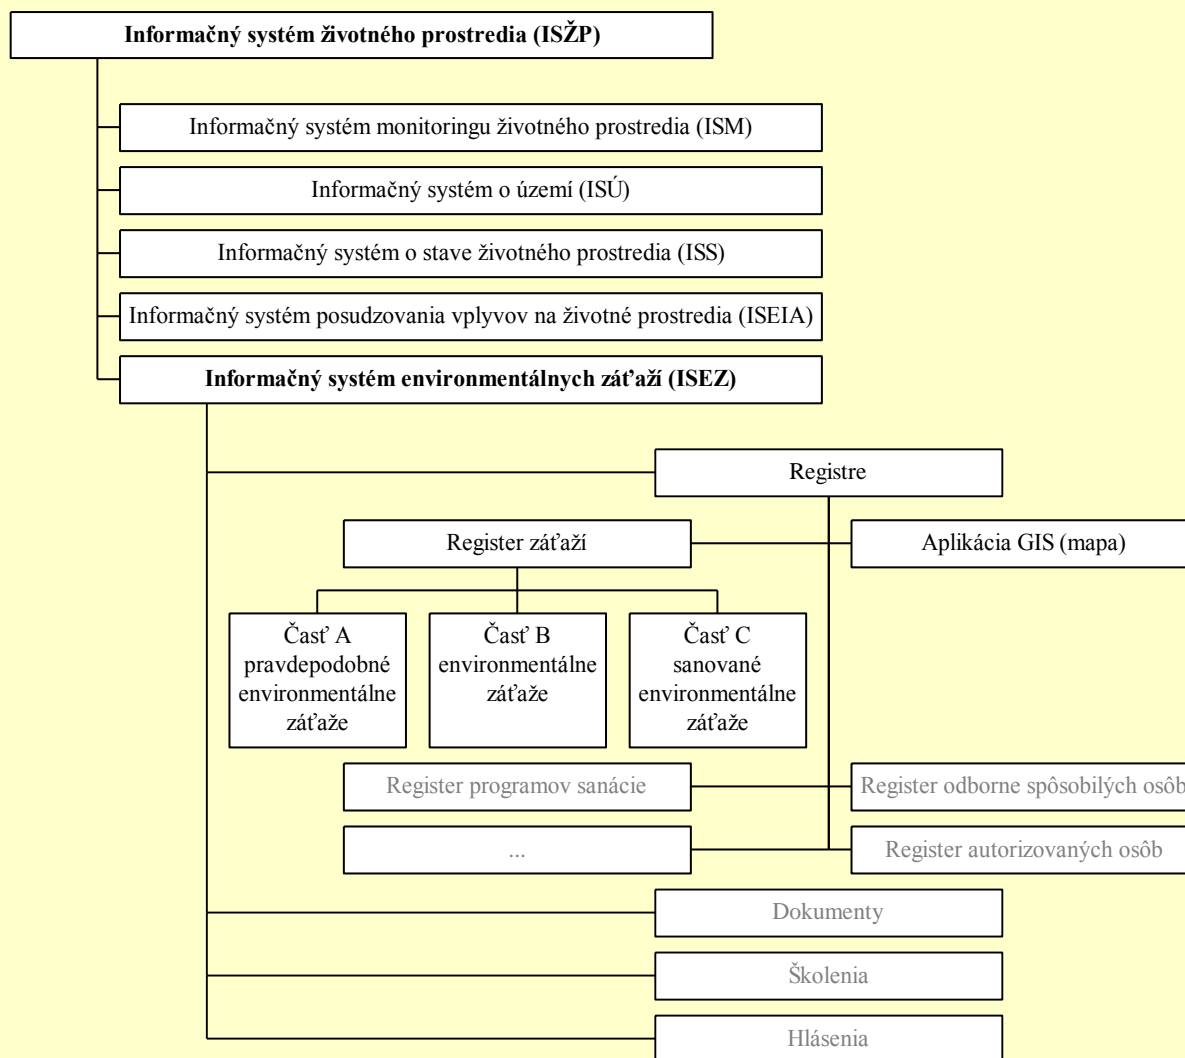 Informačný systém životného prostredia (ISŽP)
Informačný systém monitoringu životného prostredia (ISM)
Informačný systém o území (ISÚ)
Informačný systém o stave životného prostredia (ISS)
Informačný systém posudzovania vplyvov na životné prostredia (ISEIA)
Informačný systém environmentálnych záťaží (ISEZ)
Registre
Register záťaží
Aplikácia GIS (mapa)
Časť A
pravdepodobné
environmentálne
záťaže
Časť B
environmentálne
záťaže
Časť C
sanované
environmentálne
záťaže
Register programov sanácie
Register odborne spôsobilých osôb
...
Register autorizovaných osôb
Dokumenty
Školenia
Hlásenia